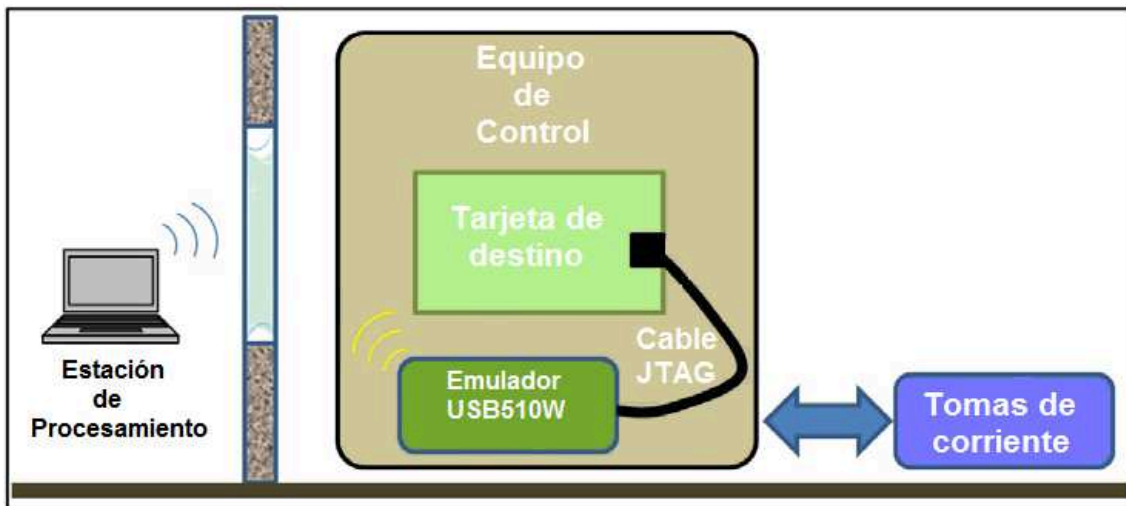 Equipo
de
Control
Tarjeta de
destino
Cable
JTAG
Emulador
USB510W
Estación
de
Procesamiento
Tomas de
corriente